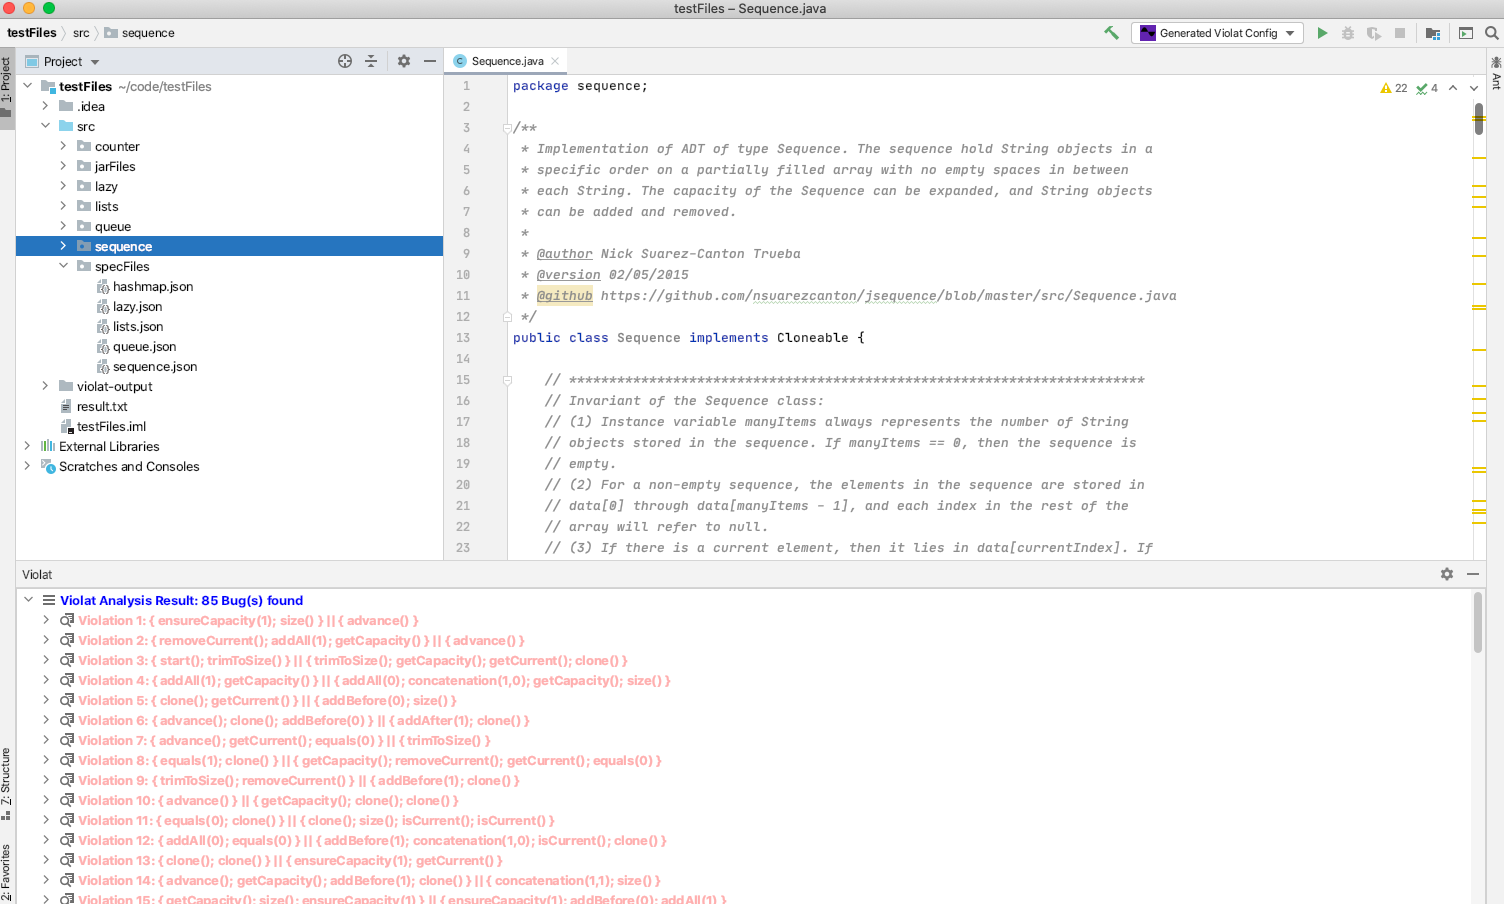 testFiles – Sequence.java
testFiles src sequence
Generated Violat Config
1: Project
Project
Sequence.java
Ant
testFiles ~/code/testFiles
.idea
src
counter
jarFiles
lazy
lists
queue
sequence
specFiles
hashmap.json
lazy.json
lists.json
queue.json
sequence.json
violat-output
result.txt
testFiles.iml
External Libraries
Scratches and Consoles
22 4
1 package sequence;
2
3 /**
4 * Implementation of ADT of type Sequence. The sequence hold String objects in a
5 * specific order on a partially filled array with no empty spaces in between
6 * each String. The capacity of the Sequence can be expanded, and String objects
7 * can be added and removed.
8 *
9 * @author Nick Suarez-Canton Trueba
10 * @version 02/05/2015
11 * @github https://github.com/nsuarezcanton/jsequence/blob/master/src/Sequence.java
12 */
13 public class Sequence implements Cloneable {
14
15 // ************************************************************************
16 // Invariant of the Sequence class:
17 // (1) Instance variable manyItems always represents the number of String
18 // objects stored in the sequence. If manyItems == 0, then the sequence is
19 // empty.
20 // (2) For a non-empty sequence, the elements in the sequence are stored in
21 // data[0] through data[manyItems - 1], and each index in the rest of the
22 // array will refer to null.
23 // (3) If there is a current element, then it lies in data[currentIndex]. If
Violat
Violat Analysis Result: 85 Bug(s) found
Violation 1: { ensureCapacity(1); size() } || { advance() }
Violation 2: { removeCurrent(); addAll(1); getCapacity() } || { advance() }
Violation 3: { start(); trimToSize() } || { trimToSize(); getCapacity(); getCurrent(); clone() }
Violation 4: { addAll(1); getCapacity() } || { addAll(0); concatenation(1,0); getCapacity(); size() }
Violation 5: { clone(); getCurrent() } || { addBefore(0); size() }
Violation 6: { advance(); clone(); addBefore(0) } || { addAfter(1); clone() }
Violation 7: { advance(); getCurrent(); equals(0) } || { trimToSize() }
Violation 8: { equals(1); clone() } || { getCapacity(); removeCurrent(); getCurrent(); equals(0) }
Violation 9: { trimToSize(); removeCurrent() } || { addBefore(1); clone() }
Violation 10: { advance() } || { getCapacity(); clone(); clone() }
Violation 11: { equals(0); clone() } || { clone(); size(); isCurrent(); isCurrent() }
Violation 12: { addAll(0); equals(0) } || { addBefore(1); concatenation(1,0); isCurrent(); clone() }
Violation 13: { clone(); clone() } || { ensureCapacity(1); getCurrent() }
Violation 14: { advance(); getCapacity(); addBefore(1); clone() } || { concatenation(1,1); size() }
Violation 15: { getCapacity(); size(); ensureCapacity(1) } || { ensureCapacity(1); addBefore(0); addAll(1) }
7: Structure
2: Favorites